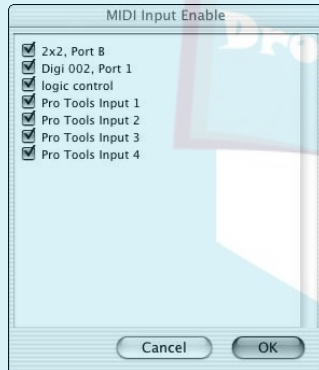 MIDI Input Enable
2x2, Port B
Digi 002, Port 1
logic control
Pro Tools Input 1
Pro Tools Input 2
Pro Tools Input 3
Pro Tools Input 4
Cancel OK